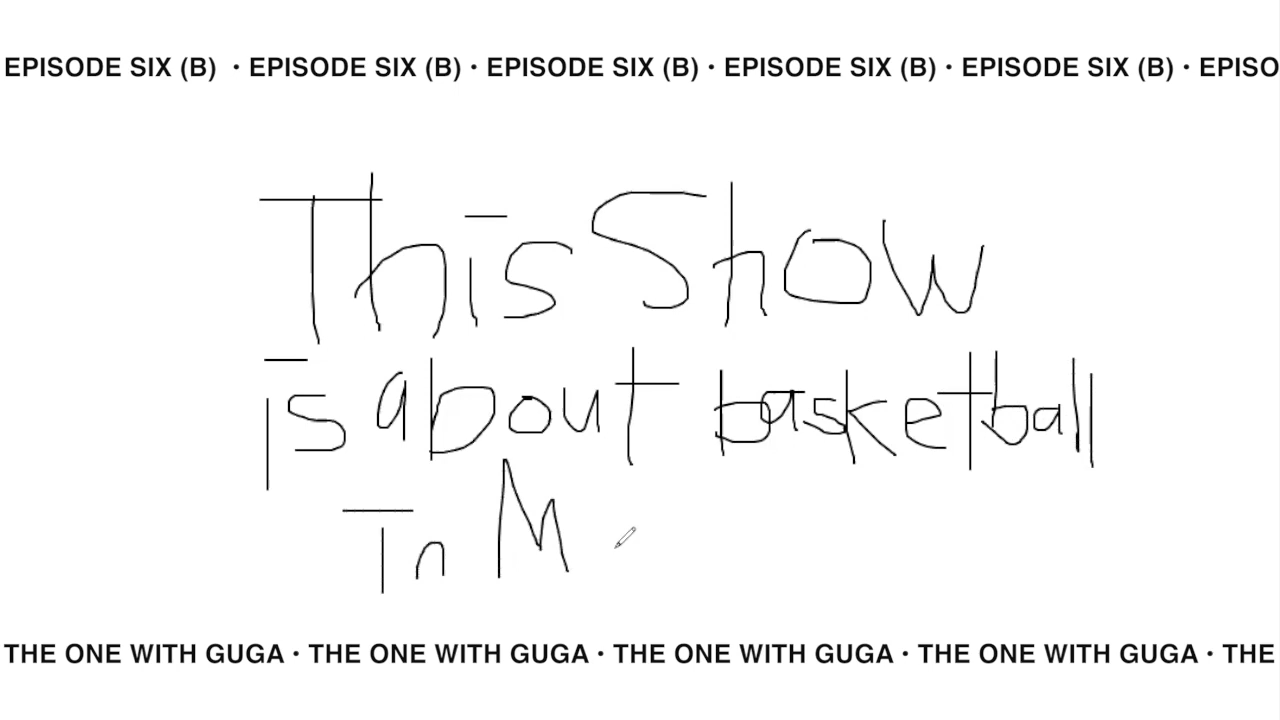 EPISODE SIX (B) · EPISODE SIX (B) · EPISODE SIX (B) · EPISODE SIX (B) · EPISODE SIX (B) · EPISO
This Show
is about basketball
In M
THE ONE WITH GUGA · THE ONE WITH GUGA · THE ONE WITH GUGA · THE ONE WITH GUGA · THE